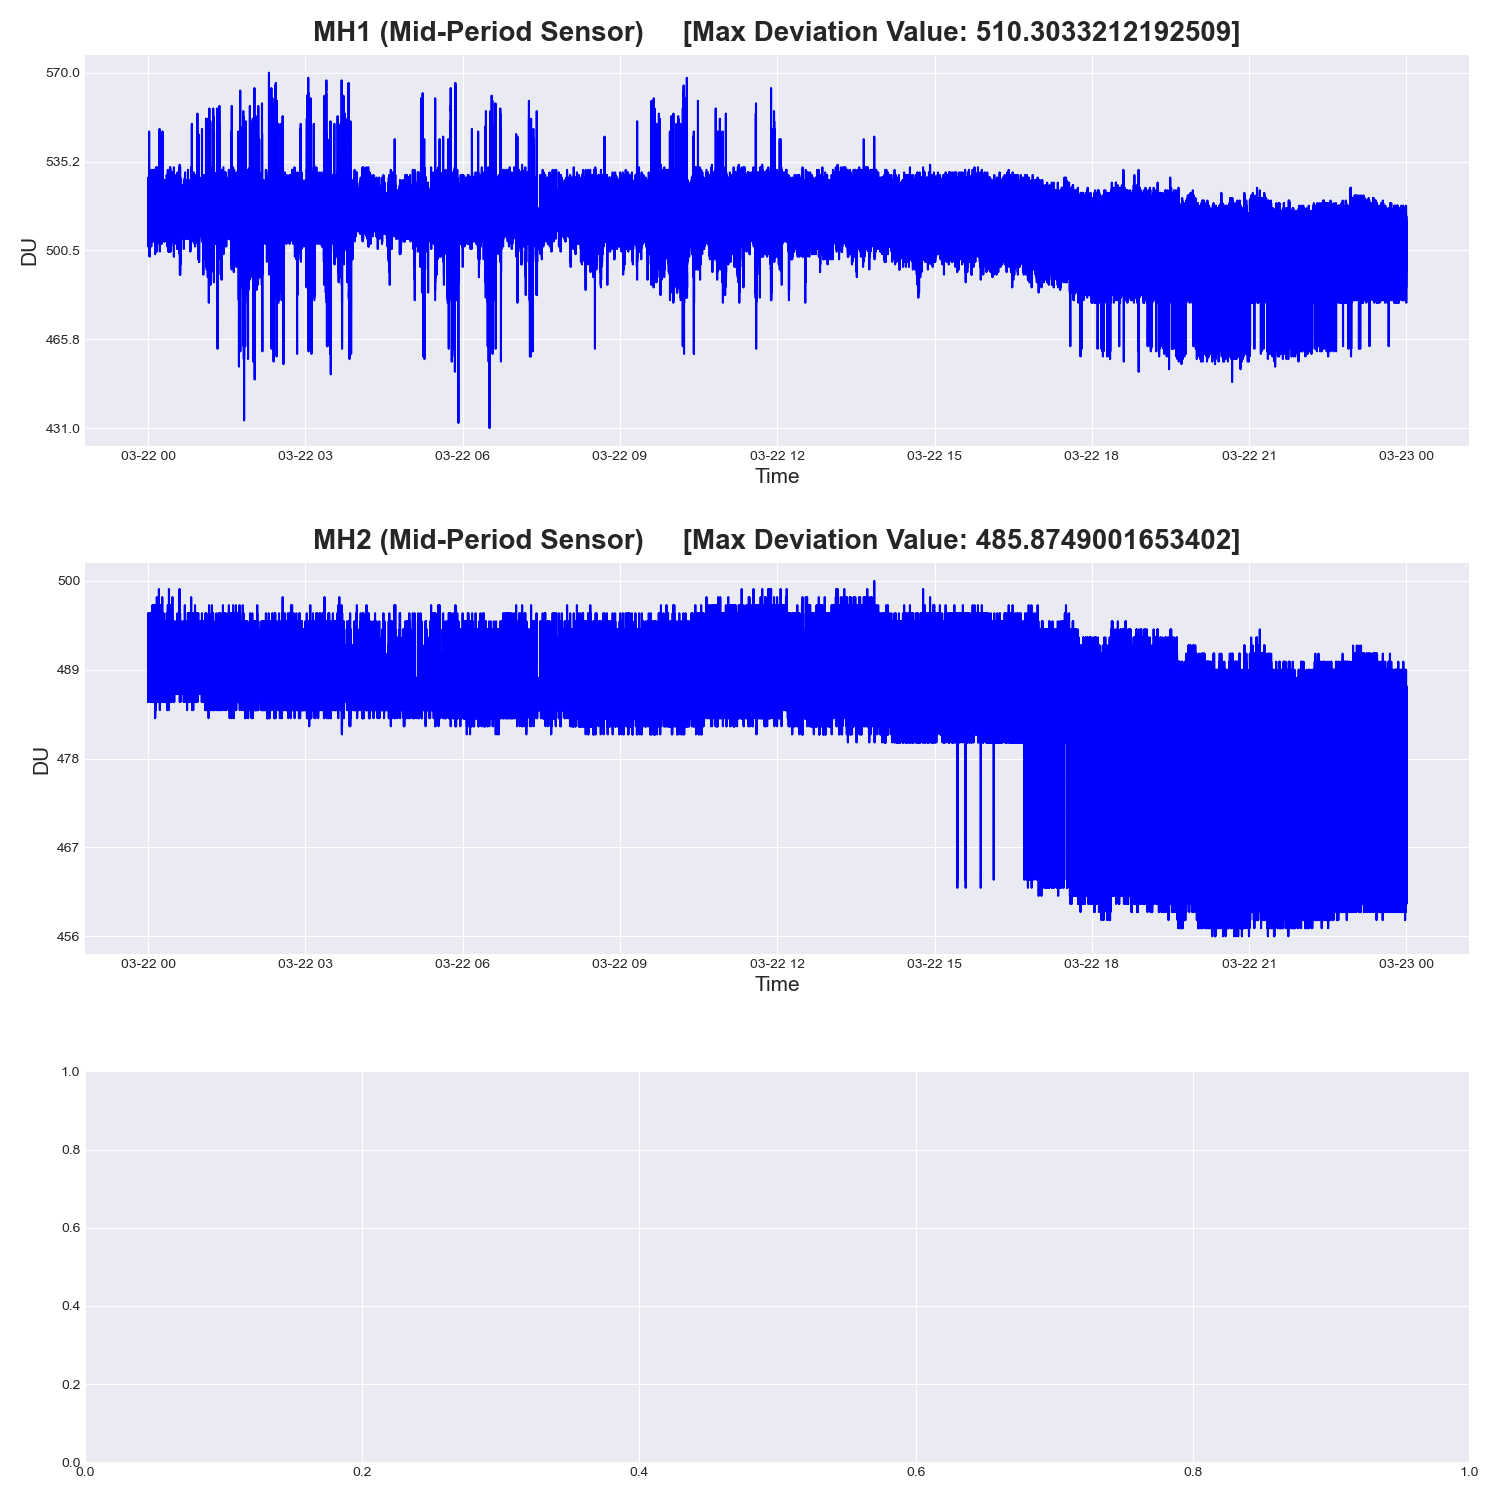 MH1 (Mid-Period Sensor) [Max Deviation Value: 510.3033212192509]
570.0
535.2
500.5
465.8
431.0
DU
03-22 00 03-22 03 03-22 06 03-22 09 03-22 12 03-22 15 03-22 18 03-22 21 03-23 00
Time
MH2 (Mid-Period Sensor) [Max Deviation Value: 485.8749001653402]
500
489
478
467
456
DU
03-22 00 03-22 03 03-22 06 03-22 09 03-22 12 03-22 15 03-22 18 03-22 21 03-23 00
Time
1.0
0.8
0.6
0.4
0.2
0.0
0.0 0.2 0.4 0.6 0.8 1.0